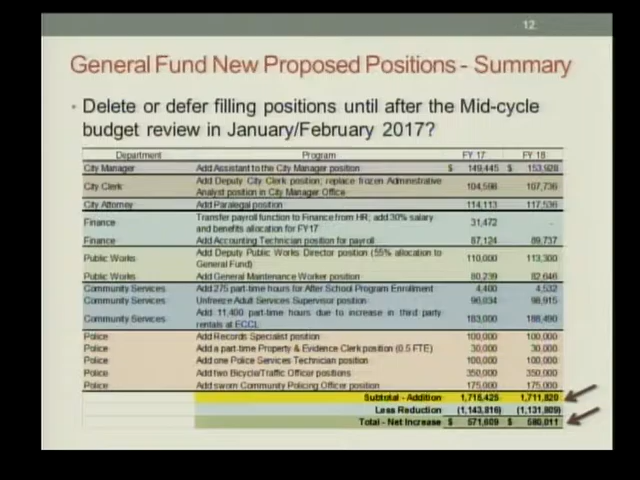 12
General Fund New Proposed Positions - Summary
• Delete or defer filling positions until after the Mid-cycle
budget review in January/February 2017?
Department Program FY 17 FY 18
City Manager Add Assistant to the City Manager position $ 149,445 $ 153,928
City Clerk Add Deputy City Clerk position; replace frozen Administrative
Analyst position in City Manager Office 104,598 107,736
City Attorney Add Paralegal position 114,113 117,536
Finance Transfer payroll function to Finance from HR; add 30% salary
and benefits allocation for FY17 31,472 -
Finance Add Accounting Technician position for payroll 87,124 89,737
Public Works Add Deputy Public Works Director position (55% allocation to
General Fund) 110,000 113,300
Public Works Add General Maintenance Worker position 80,239 82,646
Community Services Add 275 part-time hours for After School Program Enrollment 4,400 4,532
Community Services Unfreeze Adult Services Supervisor position 96,034 98,915
Community Services Add 11,400 part-time hours due to increase in third party
rentals at ECCL 183,000 188,490
Police Add Records Specialist position 100,000 100,000
Police Add a part-time Property & Evidence Clerk position (0.5 FTE) 30,000 30,000
Police Add one Police Services Technician position 100,000 100,000
Police Add two Bicycle/Traffic Officer positions 350,000 350,000
Police Add sworn Community Policing Officer position 175,000 175,000
Subtotal - Addition 1,715,425 1,711,820
Less Reduction (1,143,816) (1,131,809)
Total - Net Increase $ 571,609 $ 580,011